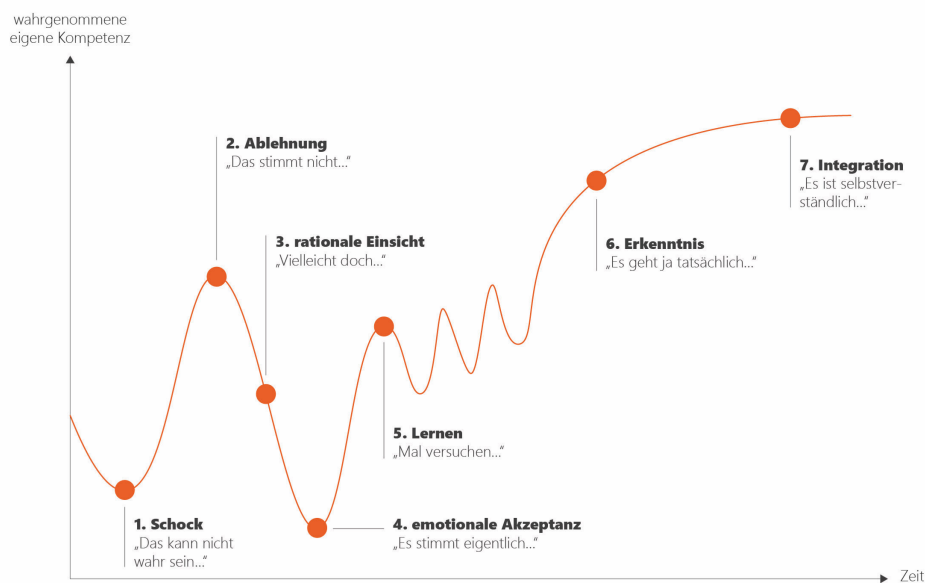 wahrgenommene
eigene Kompetenz
2. Ablehnung
„Das stimmt nicht...“
7. Integration
„Es ist selbstver-
ständlich...“
3. rationale Einsicht
„Vielleicht doch...“
6. Erkenntnis
„Es geht ja tatsächlich...“
5. Lernen
„Mal versuchen...“
1. Schock
„Das kann nicht
wahr sein...“
4. emotionale Akzeptanz
„Es stimmt eigentlich...“
Zeit